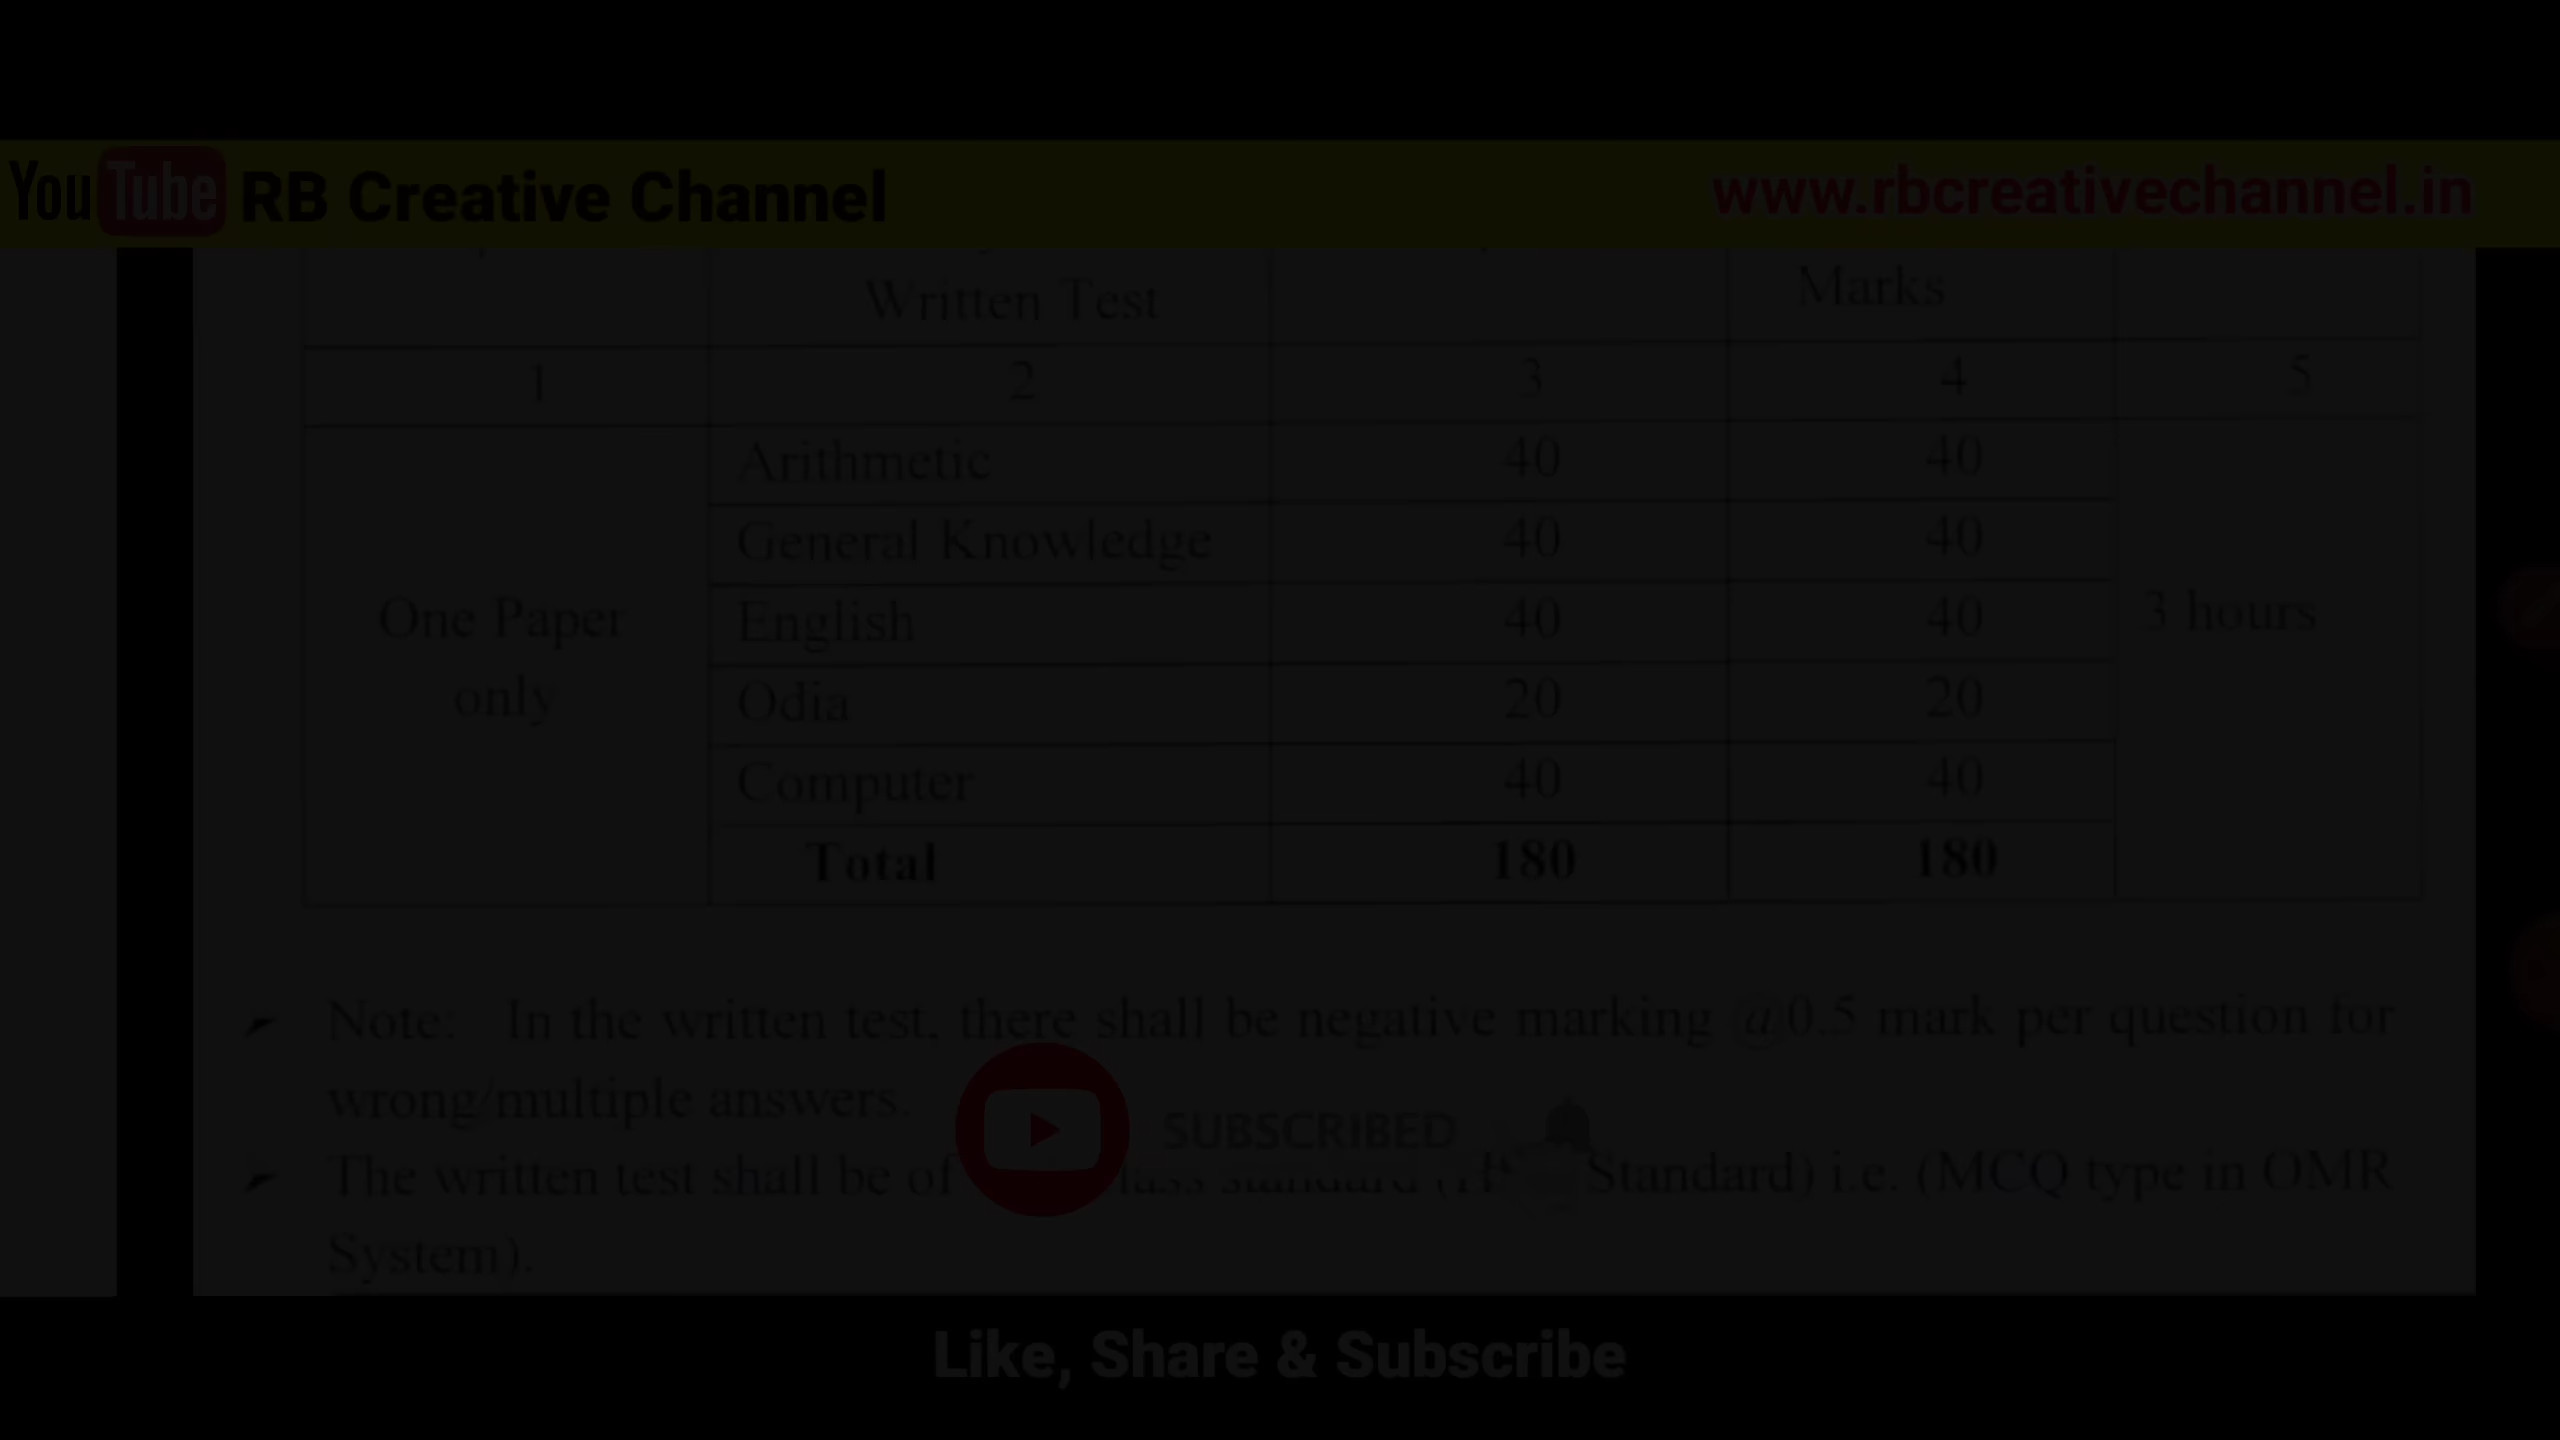 YouTube RB Creative Channel www.rbcreativechannel.in
Written Test Marks
1 2 3 4 5
Arithmetic 40 40
General Knowledge 40 40
One Paper only English 40 40 3 hours
Odia 20 20
Computer 40 40
Total 180 180
Note: In the written test, there shall be negative marking @0.5 mark per question for
wrong/multiple answers.
SUBSCRIBED
The written test shall be of standard Standard) i.e. (MCQ type in OMR
System).
Like, Share & Subscribe